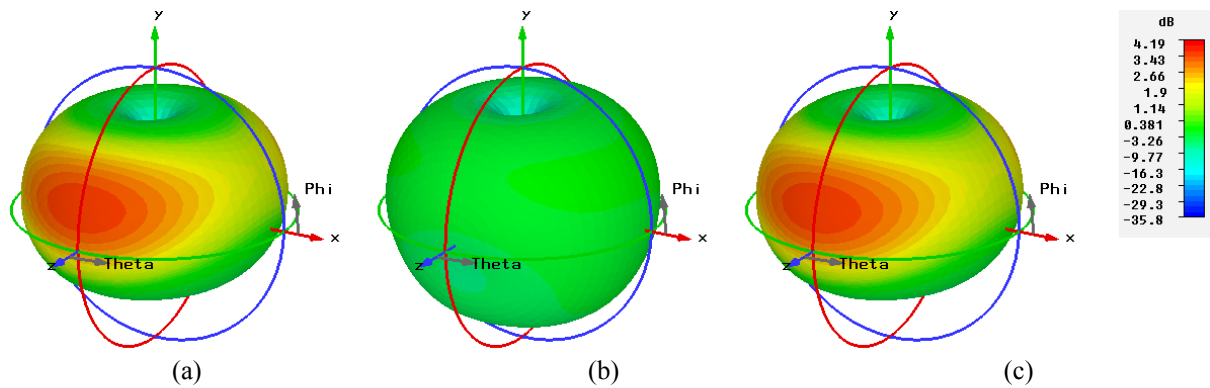 y
Phi
x
z
Theta
(a)
y
Phi
x
z
Theta
(b)
y
Phi
x
z
Theta
(c)
dB
4.19
3.43
2.66
1.9
1.14
0.381
-3.26
-9.77
-16.3
-22.8
-29.3
-35.8